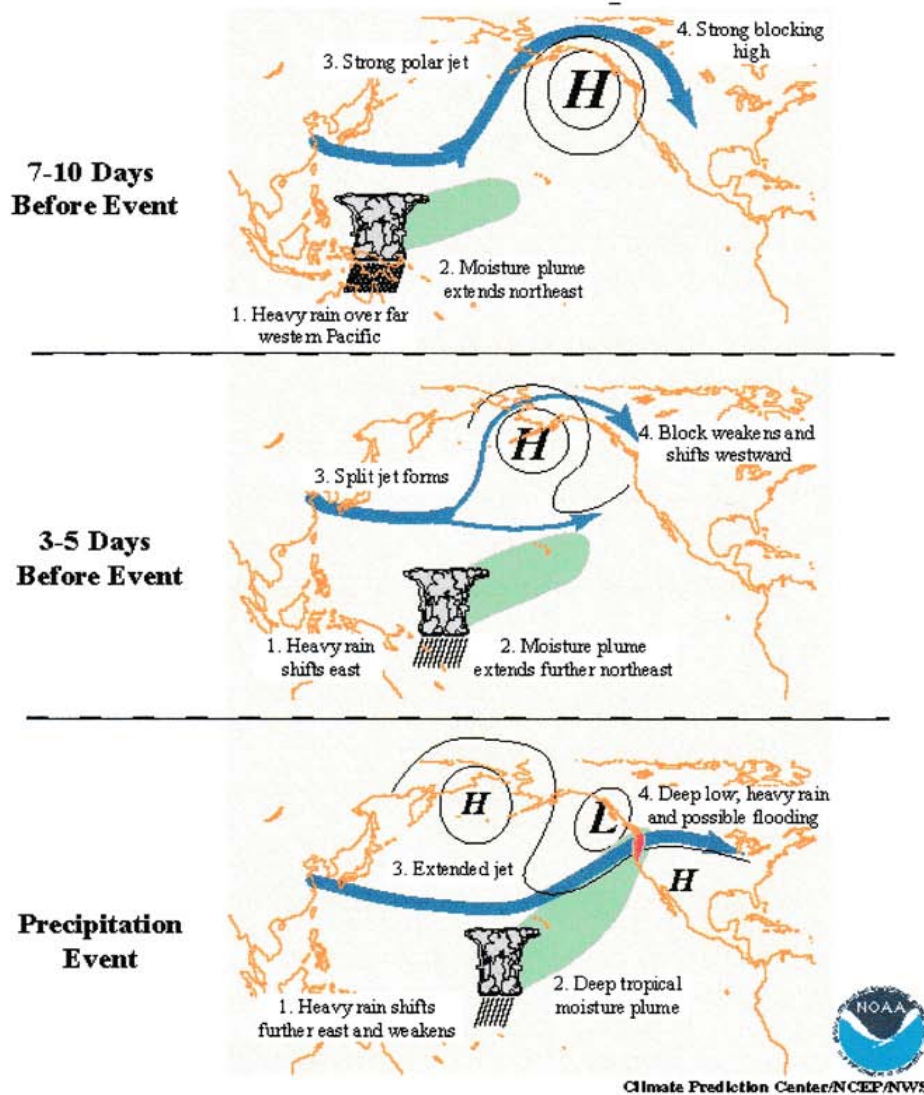 3. Strong polar jet
4. Strong blocking
high
H
7-10 Days
Before Event
2. Moisture plume
extends northeast
1. Heavy rain over far
western Pacific
H
4. Block weakens and
shifts westward
3. Split jet forms
3-5 Days
Before Event
1. Heavy rain
shifts east
2. Moisture plume
extends further northeast
H
L
4. Deep low, heavy rain
and possible flooding
3. Extended jet
H
Precipitation
Event
2. Deep tropical
moisture plume
1. Heavy rain shifts
further east and weakens
NOAA
Climate Prediction Center/NCEP/NWS